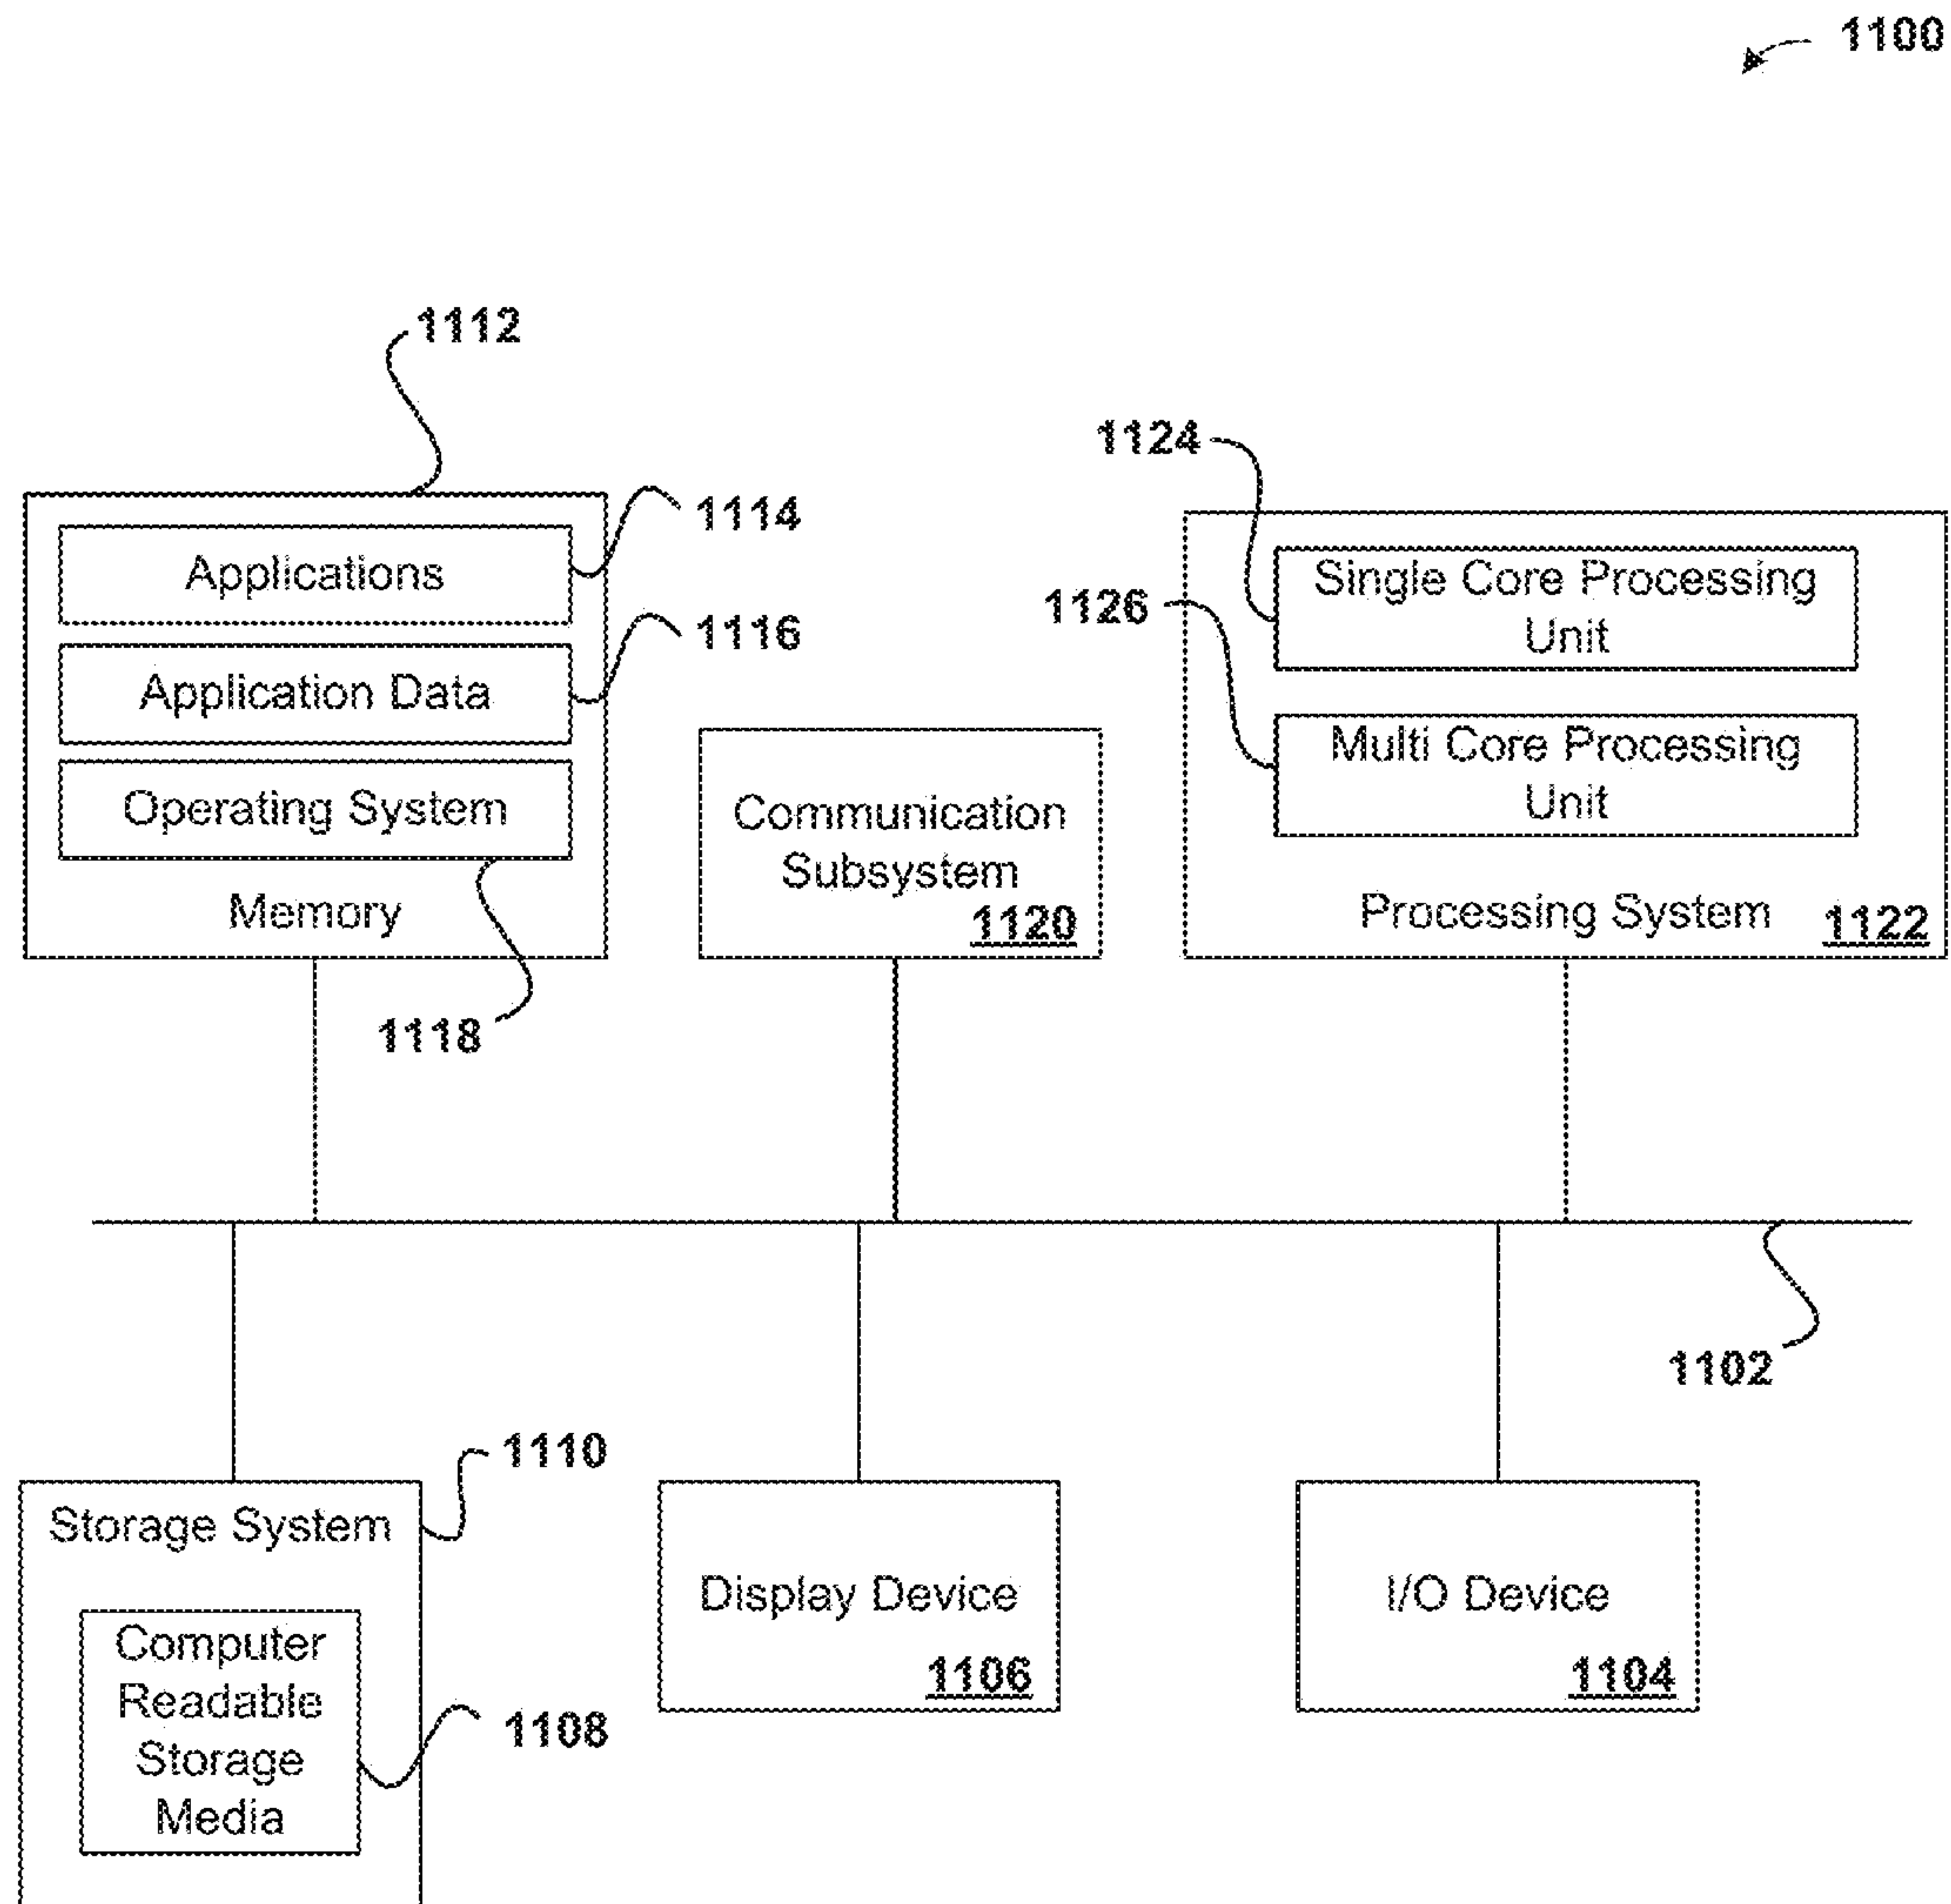 1100
1112
1114
1124
Applications
Single Core Processing
Unit
1126
1116
Application Data
Multi Core Processing
Unit
Operating System
Communication
Subsystem
1120
Memory
Processing System
1122
1118
1102
1110
Storage System
Display Device
1106
I/O Device
1104
Computer
Readable
Storage
Media
1108